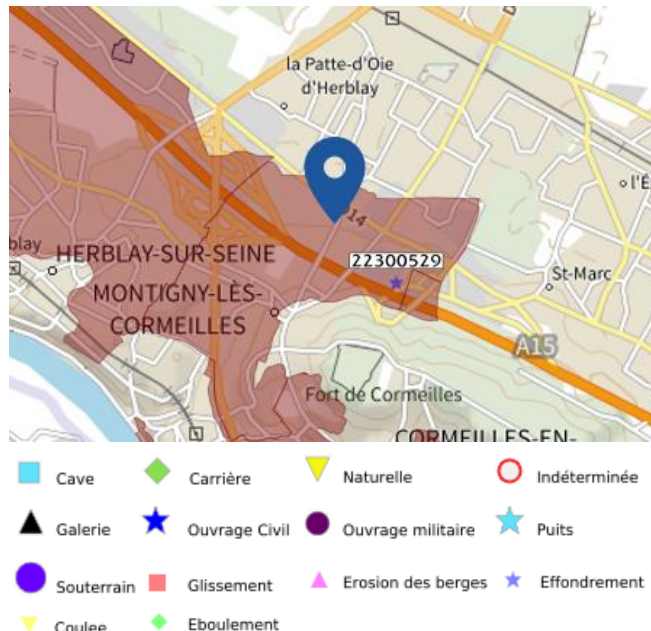 la Patte-d'Oie
d'Herblay
14
HERBLAY-SUR-SEINE
blay
22300529
St-Marc
MONTIGNY-LÈS-
CORMEILLES
A15
Fort de Cormeilles
CORMEILLES-EN-
Cave
Carrière
Naturelle
Indéterminée
Galerie
Ouvrage Civil
Ouvrage militaire
Puits
Souterrain
Glissement
Erosion des berges
Effondrement
Coulee
Eboulement